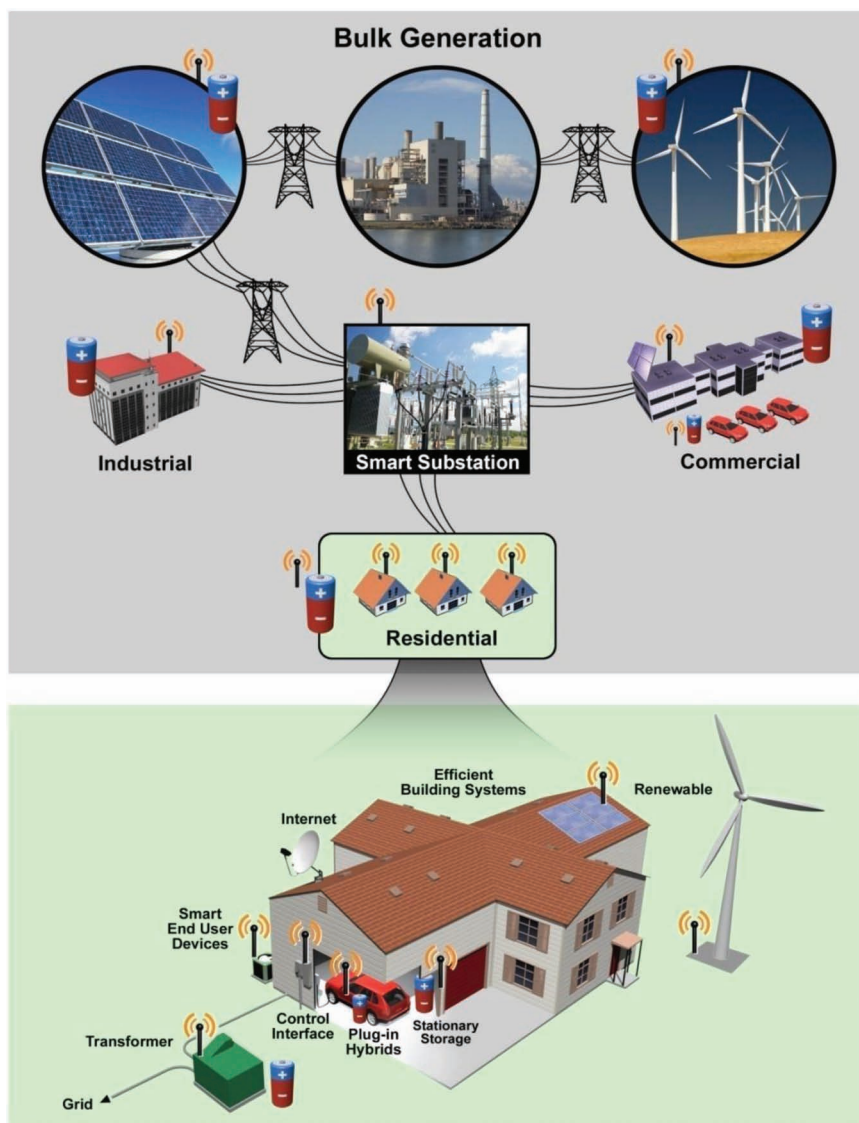 Bulk Generation
Industrial
Smart Substation
Commercial
Residential
Efficient
Building Systems
Renewable
Internet
Smart
End User
Devices
Control
Interface
Plug-in
Hybrids
Stationary
Storage
Transformer
Grid